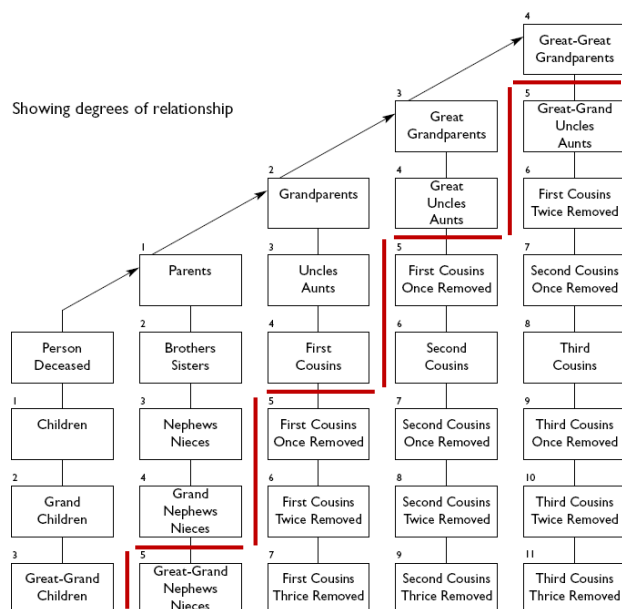 4
Great-Great
Grandparents
Showing degrees of relationship
3
Great
Grandparents
5
Great-Grand
Uncles
Aunts
2
Grandparents
4
Great
Uncles
Aunts
6
First Cousins
Twice Removed
1
Parents
3
Uncles
Aunts
5
First Cousins
Once Removed
7
Second Cousins
Once Removed
Person
Deceased
2
Brothers
Sisters
4
First
Cousins
6
Second
Cousins
8
Third
Cousins
1
Children
3
Nephews
Nieces
5
First Cousins
Once Removed
7
Second Cousins
Once Removed
9
Third Cousins
Once Removed
2
Grand
Children
4
Grand
Nephews
Nieces
6
First Cousins
Twice Removed
8
Second Cousins
Twice Removed
10
Third Cousins
Twice Removed
3
Great-Grand
Children
5
Great-Grand
Nephews
Nieces
7
First Cousins
Thrice Removed
9
Second Cousins
Thrice Removed
11
Third Cousins
Thrice Removed